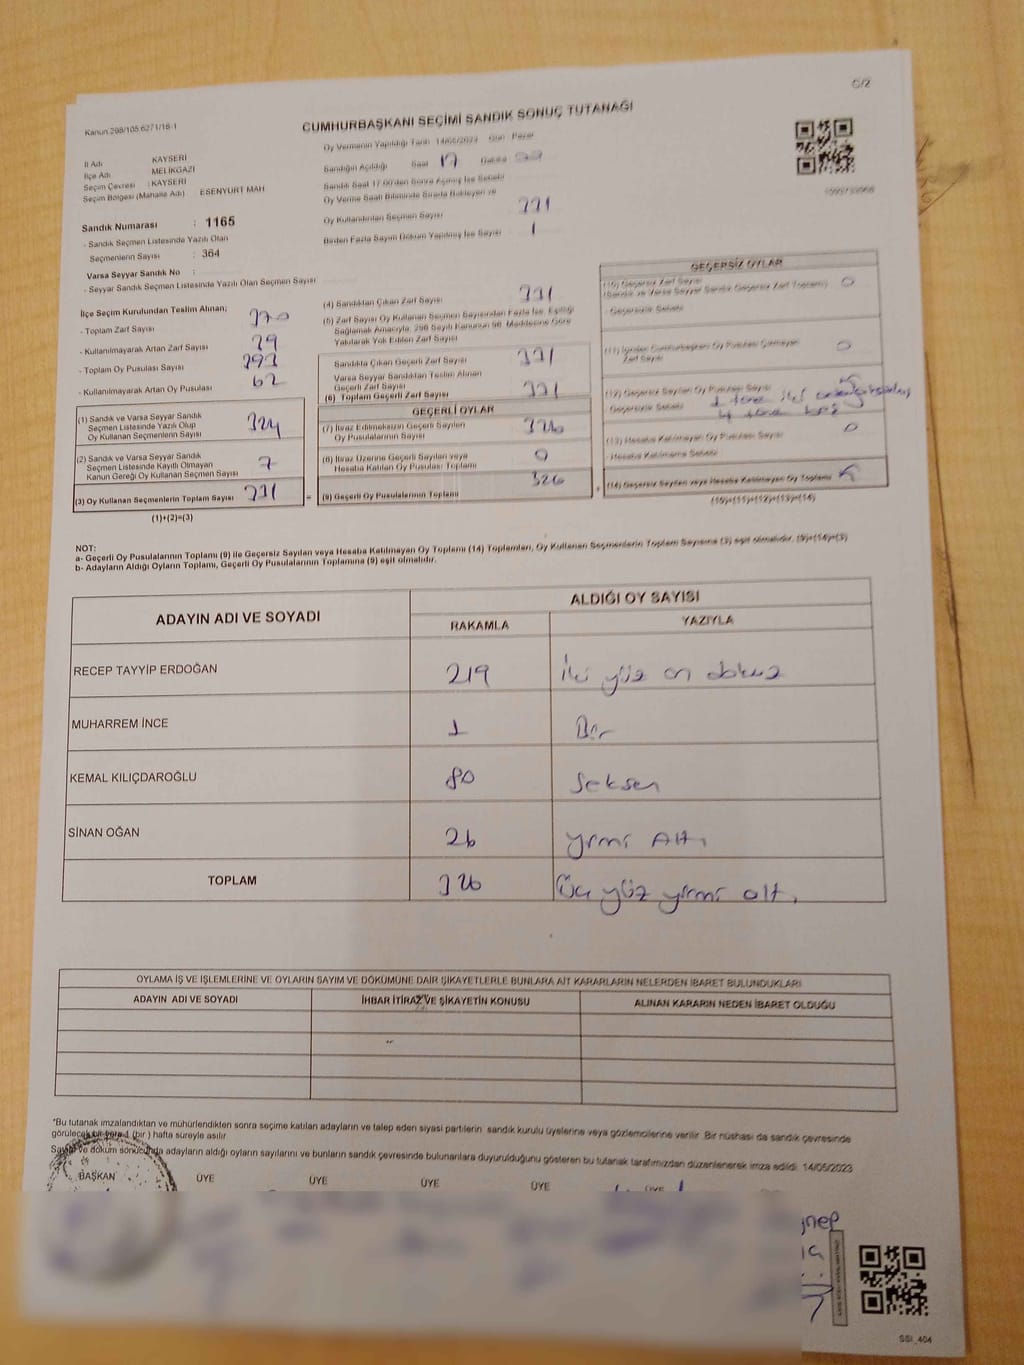 C/2
Kanun:298/105.6271/16-1
CUMHURBAŞKANI SEÇİMİ SANDIK SONUÇ TUTANAĞI
İl Adı KAYSERİ
İlçe Adı MELİKGAZİ
Seçim Çevresi : KAYSERİ
Seçim Bölgesi (Mahalle Adı) ESENYURT MAH
Sandık Numarası : 1165
- Sandık Seçmen Listesinde Yazılı Olan
Seçmenlerin Sayısı : 364
Varsa Seyyar Sandık No :
- Seyyar Sandık Seçmen Listesinde Yazılı Olan Seçmen Sayısı
Oy Vermenin Yapıldığı Tarih 14/05/2023 Gün Pazar
Sandığın Açıldığı Saat 17 Dakika
Sandık Saat 17.00'den Sonra Açılmış İse Sebebi
Oy Verme Saati Bitiminde Sırada Bekleyen ve
Oy Kullandırılan Seçmen Sayısı 331
Birden Fazla Sayım Döküm Yapılmış İse Sayısı 1
İlçe Seçim Kurulundan Teslim Alınan;
- Toplam Zarf Sayısı 370
- Kullanılmayarak Artan Zarf Sayısı 39
- Toplam Oy Pusulası Sayısı 393
- Kullanılmayarak Artan Oy Pusulası 62
(1) Sandık ve Varsa Seyyar Sandık
Seçmen Listesinde Yazılı Olup
Oy Kullanan Seçmenlerin Sayısı 324
(2) Sandık ve Varsa Seyyar Sandık
Seçmen Listesinde Kayıtlı Olmayan
Kanun Gereği Oy Kullanan Seçmen Sayısı 7
(3) Oy Kullanan Seçmenlerin Toplam Sayısı 331 =
(1)+(2)=(3)
(4) Sandıktan Çıkan Zarf Sayısı 331
(5) Zarf Sayısı Oy Kullanan Seçmen Sayısından Fazla İse, Eşitliği
Sağlamak Amacıyla, 298 Sayılı Kanunun 98. Maddesine Göre
Yakılarak Yok Edilen Zarf Sayısı
Sandıkta Çıkan Geçerli Zarf Sayısı 331
Varsa Seyyar Sandıktan Teslim Alınan
Geçerli Zarf Sayısı
(6) Toplam Geçerli Zarf Sayısı 331
GEÇERLİ OYLAR
(7) İtiraz Edilmeksizin Geçerli Sayılan
Oy Pusulalarının Sayısı 326
(8) İtiraz Üzerine Geçerli Sayılan veya
Hesaba Katılan Oy Pusulası Toplamı 0
(9) Geçerli Oy Pusulalarının Toplamı 326 +
GEÇERSİZ OYLAR
(10) Geçersiz Zarf Sayısı
(Sandık ve Varsa Seyyar Sandık Geçersiz Zarf Toplamı) 0
- Geçersizlik Sebebi
(11) İçinden Cumhurbaşkanı Oy Pusulası Çıkmayan
Zarf Sayısı 0
(12) Geçersiz Sayılan Oy Pusulası Sayısı 5
- Geçersizlik Sebebi 1 tane iki
4 tane boş
(13) Hesaba Katılmayan Oy Pusulası Sayısı 0
- Hesaba Katılmama Sebebi
(14) Geçersiz Sayılan veya Hesaba Katılmayan Oy Toplamı 5
(10)+(11)+(12)+(13)=(14)
NOT:
a- Geçerli Oy Pusulalarının Toplamı (9) ile Geçersiz Sayılan veya Hesaba Katılmayan Oy Toplamı (14) Toplamları, Oy Kullanan Seçmenlerin Toplam Sayısına (3) eşit olmalıdır. (9)+(14)=(3)
b- Adayların Aldığı Oyların Toplamı, Geçerli Oy Pusulalarının Toplamına (9) eşit olmalıdır.
ADAYIN ADI VE SOYADI ALDIĞI OY SAYISI
RAKAMLA YAZIYLA
RECEP TAYYİP ERDOĞAN 219 iki yüz on dokuz
MUHARREM İNCE 1 Bir
KEMAL KILIÇDAROĞLU 80 Seksen
SİNAN OĞAN 26 yirmi Altı
TOPLAM 326 Üç yüz yirmi altı
OYLAMA İŞ VE İŞLEMLERİNE VE OYLARIN SAYIM VE DÖKÜMÜNE DAİR ŞİKAYETLERLE BUNLARA AİT KARARLARIN NELERDEN İBARET BULUNDUKLARI
ADAYIN ADI VE SOYADI İHBAR İTİRAZ VE ŞİKAYETİN KONUSU ALINAN KARARIN NEDEN İBARET OLDUĞU
*Bu tutanak imzalandıktan ve mühürlendikten sonra seçime katılan adayların ve talep eden siyasi partilerin sandık kurulu üyelerine veya gözlemcilerine verilir. Bir nüshası da sandık çevresinde
görülecek bir yere 1 (bir) hafta süreyle asılır.
Sayım ve döküm sonucunda adayların aldığı oyların sayılarını ve bunların sandık çevresinde bulunanlara duyurulduğunu gösteren bu tutanak tarafımızdan düzenlenerek imza edildi. 14/05/2023
BAŞKAN ÜYE ÜYE ÜYE ÜYE ÜYE
SSI_404